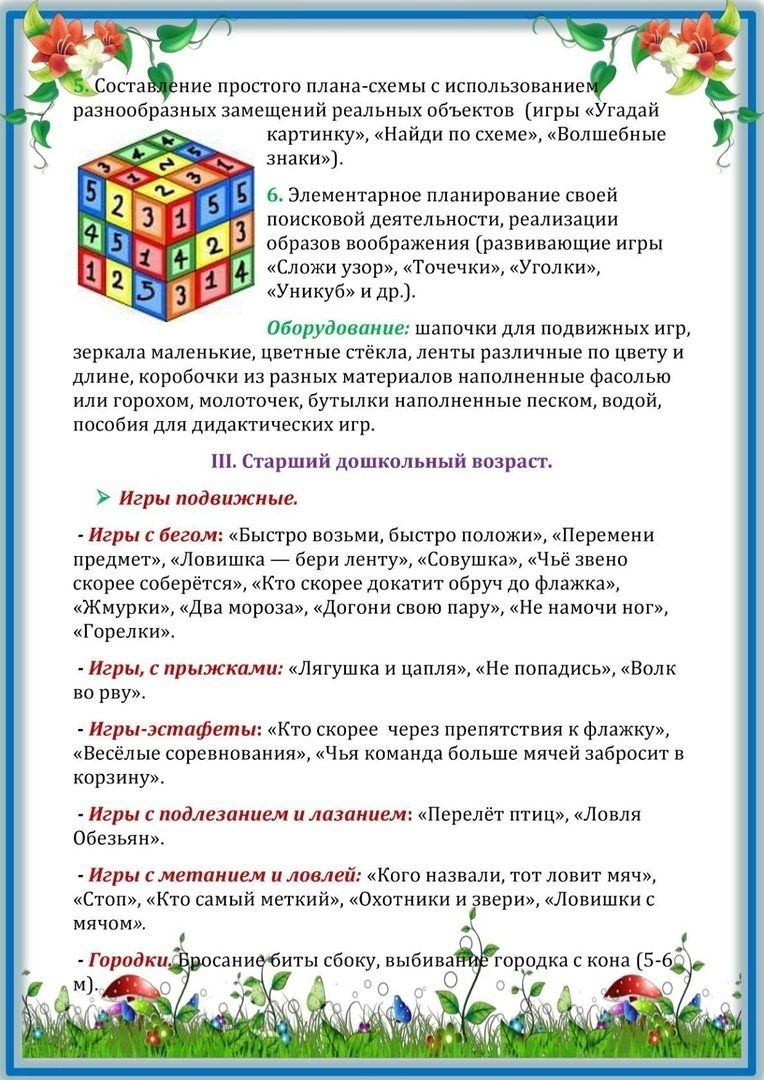 5. Составление простого плана-схемы с использованием
разнообразных замещений реальных объектов (игры «Угадай
картинку», «Найди по схеме», «Волшебные
знаки»).
6. Элементарное планирование своей
поисковой деятельности, реализации
образов воображения (развивающие игры
«Сложи узор», «Точечки», «Уголки»,
«Уникуб» и др.).
Оборудование: шапочки для подвижных игр,
зеркала маленькие, цветные стёкла, ленты различные по цвету и
длине, коробочки из разных материалов наполненные фасолью
или горохом, молоточек, бутылки наполненные песком, водой,
пособия для дидактических игр.
III. Старший дошкольный возраст.
➢ Игры подвижные.
- Игры с бегом: «Быстро возьми, быстро положи», «Перемени
предмет», «Ловишка — бери ленту», «Совушка», «Чьё звено
скорее соберётся», «Кто скорее докатит обруч до флажка»,
«Жмурки», «Два мороза», «Догони свою пару», «Не намочи ног»,
«Горелки».
- Игры, с прыжками: «Лягушка и цапля», «Не попадись», «Волк
во рву».
- Игры-эстафеты: «Кто скорее через препятствия к флажку»,
«Весёлые соревнования», «Чья команда больше мячей забросит в
корзину».
- Игры с подлезанием и лазанием: «Перелёт птиц», «Ловля
Обезьян».
- Игры с метанием и ловлей: «Кого назвали, тот ловит мяч»,
«Стоп», «Кто самый меткий», «Охотники и звери», «Ловишки с
мячом».
- Городки. Бросание биты сбоку, выбивание городка с кона (5-6
м).